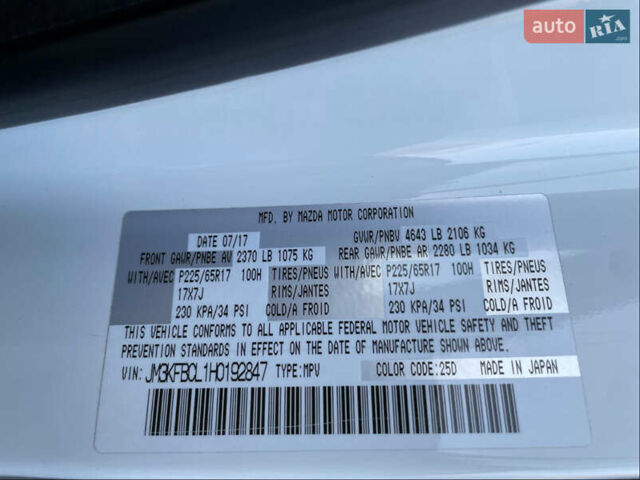 auto RIA .com
MFD. BY MAZDA MOTOR CORPORATION
DATE 07/17 GVWR/PNBV 4643 LB 2106 KG
FRONT GAWR/PNBE AV 2370 LB 1075 KG REAR GAWR/PNBE AR 2280 LB 1034 KG
WITH/AVEC P225/65R17 100H TIRES/PNEUS WITH/AVEC P225/65R17 100H TIRES/PNEUS
17X7J RIMS/JANTES 17X7J RIMS/JANTES
230 KPA/34 PSI COLD/A FROID 230 KPA/34 PSI COLD/A FROID
THIS VEHICLE CONFORMS TO ALL APPLICABLE FEDERAL MOTOR VEHICLE SAFETY AND THEFT
PREVENTION STANDARDS IN EFFECT ON THE DATE OF MANUFACTURE SHOWN ABOVE.
VIN: JM3KFBCL1H0192847 TYPE:MPV COLOR CODE:25D MADE IN JAPAN